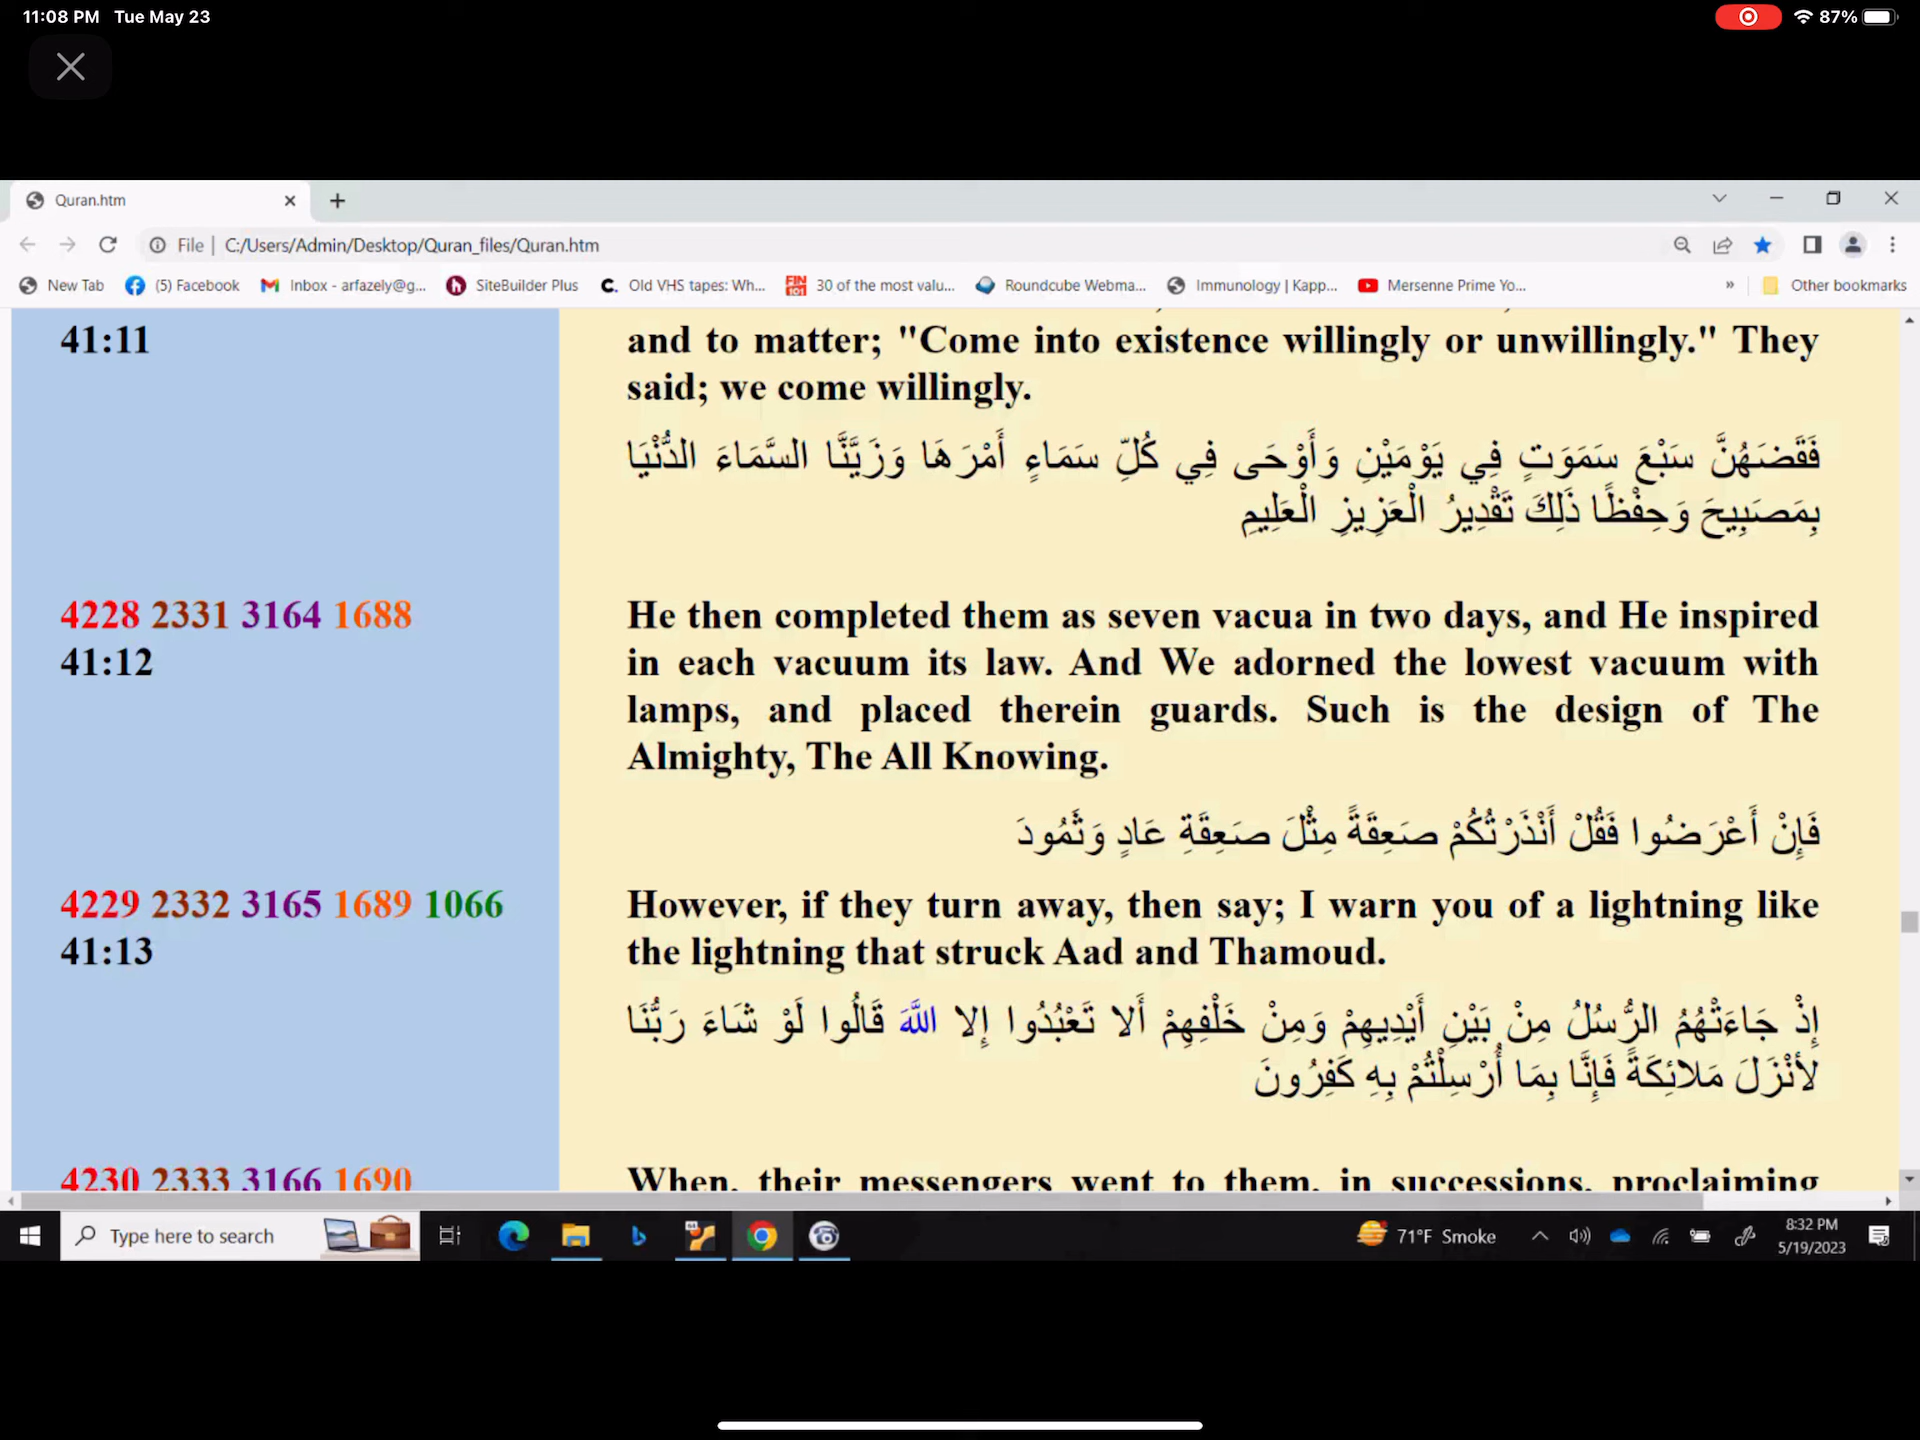 11:08 PM Tue May 23
87%
Quran.htm
File | C:/Users/Admin/Desktop/Quran_files/Quran.htm
New Tab (5) Facebook Inbox - arfazely@g... SiteBuilder Plus Old VHS tapes: Wh... FIN 101 30 of the most valu... Roundcube Webma... Immunology | Kapp... Mersenne Prime Yo... » Other bookmarks
41:11
and to matter; "Come into existence willingly or unwillingly." They
said; we come willingly.
فَقَضَهُنَّ سَبْعَ سَمَوَتٍ فِي يَوْمَيْنِ وَأَوْحَى فِي كُلِّ سَمَاءٍ أَمْرَهَا وَزَيَّنَّا السَّمَاءَ الدُّنْيَا
بِمَصَبِيحَ وَحِفْظًا ذَلِكَ تَقْدِيرُ الْعَزِيزِ الْعَلِيمِ
4228 2331 3164 1688
41:12
He then completed them as seven vacua in two days, and He inspired
in each vacuum its law. And We adorned the lowest vacuum with
lamps, and placed therein guards. Such is the design of The
Almighty, The All Knowing.
فَإِنْ أَعْرَضُوا فَقُلْ أَنْذَرْتُكُمْ صَعِقَةً مِثْلَ صَعِقَةِ عَادٍ وَثَمُودَ
4229 2332 3165 1689 1066
41:13
However, if they turn away, then say; I warn you of a lightning like
the lightning that struck Aad and Thamoud.
إِذْ جَاءَتْهُمُ الرُّسُلُ مِنْ بَيْنِ أَيْدِيهِمْ وَمِنْ خَلْفِهِمْ أَلا تَعْبُدُوا إِلا اللَّهَ قَالُوا لَوْ شَاءَ رَبُّنَا
لأنْزَلَ مَلائِكَةً فَإِنَّا بِمَا أُرْسِلْتُمْ بِهِ كَفِرُونَ
4230 2333 3166 1690
When, their messengers went to them, in successions, proclaiming
Type here to search
71°F Smoke
8:32 PM
5/19/2023